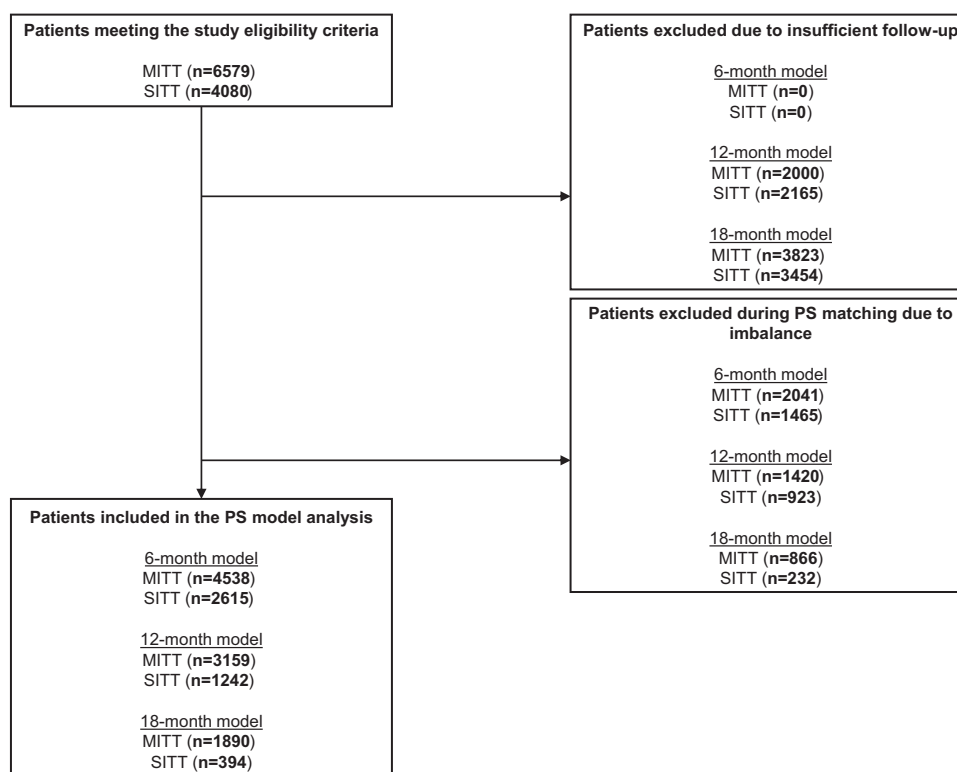 Patients meeting the study eligibility criteria
MITT (n=6579)
SITT (n=4080)
Patients excluded due to insufficient follow-up
6-month model
MITT (n=0)
SITT (n=0)
12-month model
MITT (n=2000)
SITT (n=2165)
18-month model
MITT (n=3823)
SITT (n=3454)
Patients excluded during PS matching due to
imbalance
6-month model
MITT (n=2041)
SITT (n=1465)
12-month model
MITT (n=1420)
SITT (n=923)
18-month model
MITT (n=866)
SITT (n=232)
Patients included in the PS model analysis
6-month model
MITT (n=4538)
SITT (n=2615)
12-month model
MITT (n=3159)
SITT (n=1242)
18-month model
MITT (n=1890)
SITT (n=394)